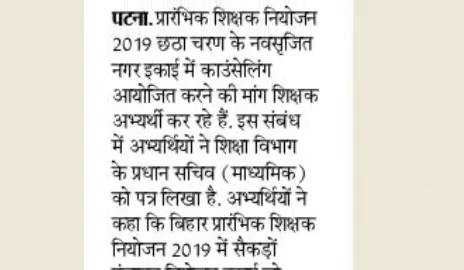 पटना. प्रारंभिक शिक्षक नियोजन
2019 छठा चरण के नवसृजित
नगर इकाई में काउंसेलिंग
आयोजित करने की मांग शिक्षक
अभ्यर्थी कर रहे हैं. इस संबंध
में अभ्यर्थियों ने शिक्षा विभाग
के प्रधान सचिव (माध्यमिक)
को पत्र लिखा है. अभ्यर्थियों ने
कहा कि बिहार प्रारंभिक शिक्षक
नियोजन 2019 में सैकड़ों